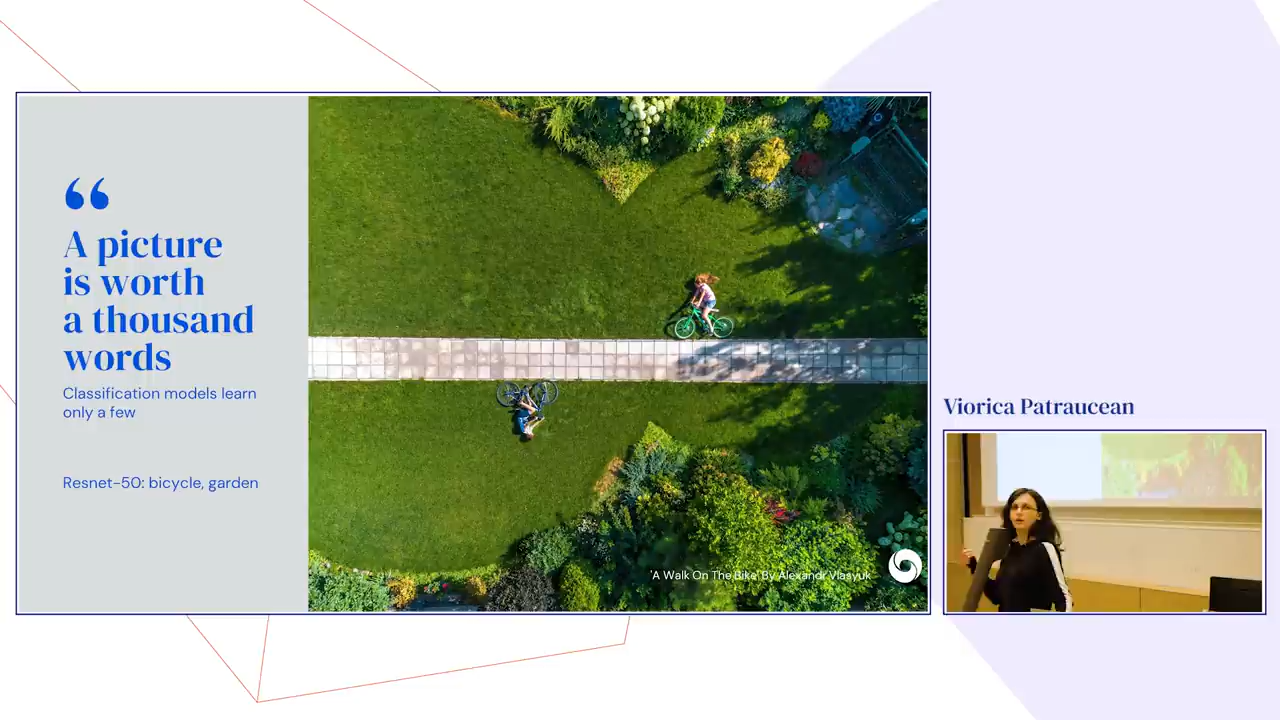 “
A picture
is worth
a thousand
words
Classification models learn
only a few
Resnet-50: bicycle, garden
'A Walk On The Bike' By Alexandr Vlasyuk
Viorica Patraucean